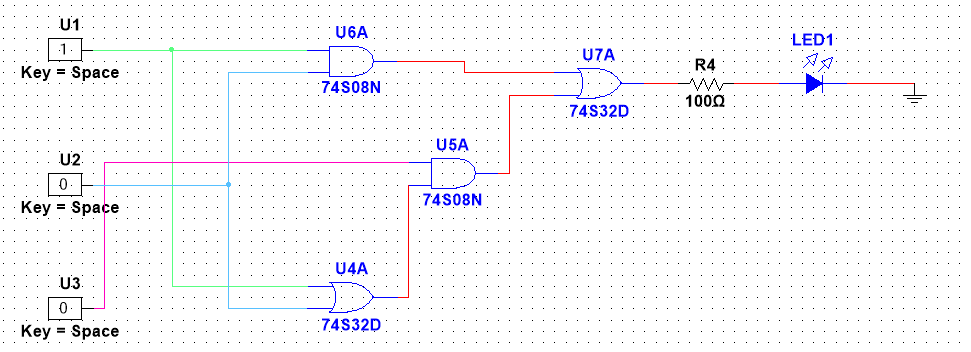 U1
1
Key = Space
U6A
74S08N
U7A
74S32D
R4
100Ω
LED1
U2
0
Key = Space
U5A
74S08N
U3
0
Key = Space
U4A
74S32D